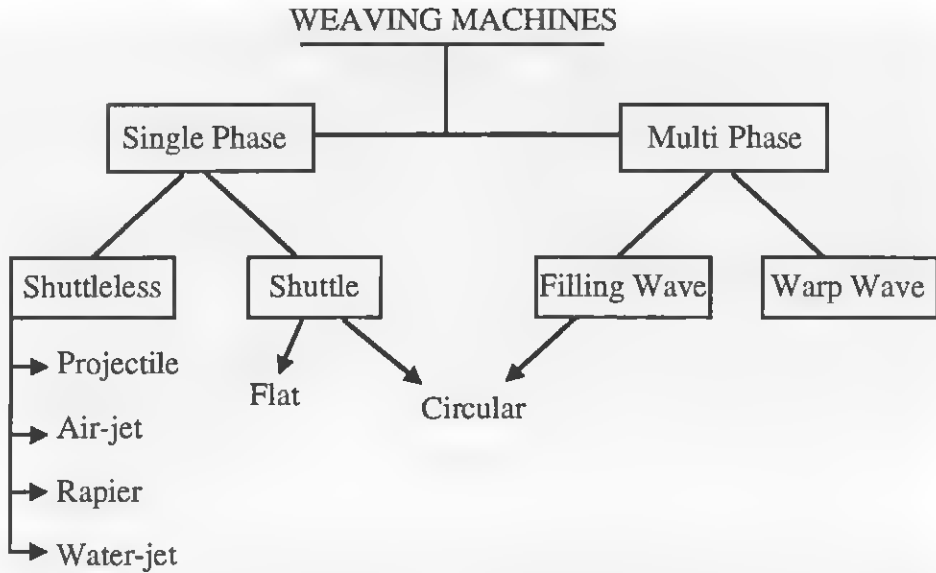 WEAVING MACHINES
Single Phase
Multi Phase
Shuttleless
Shuttle
Filling Wave
Warp Wave
Projectile
Flat
Circular
Air-jet
Rapier
Water-jet